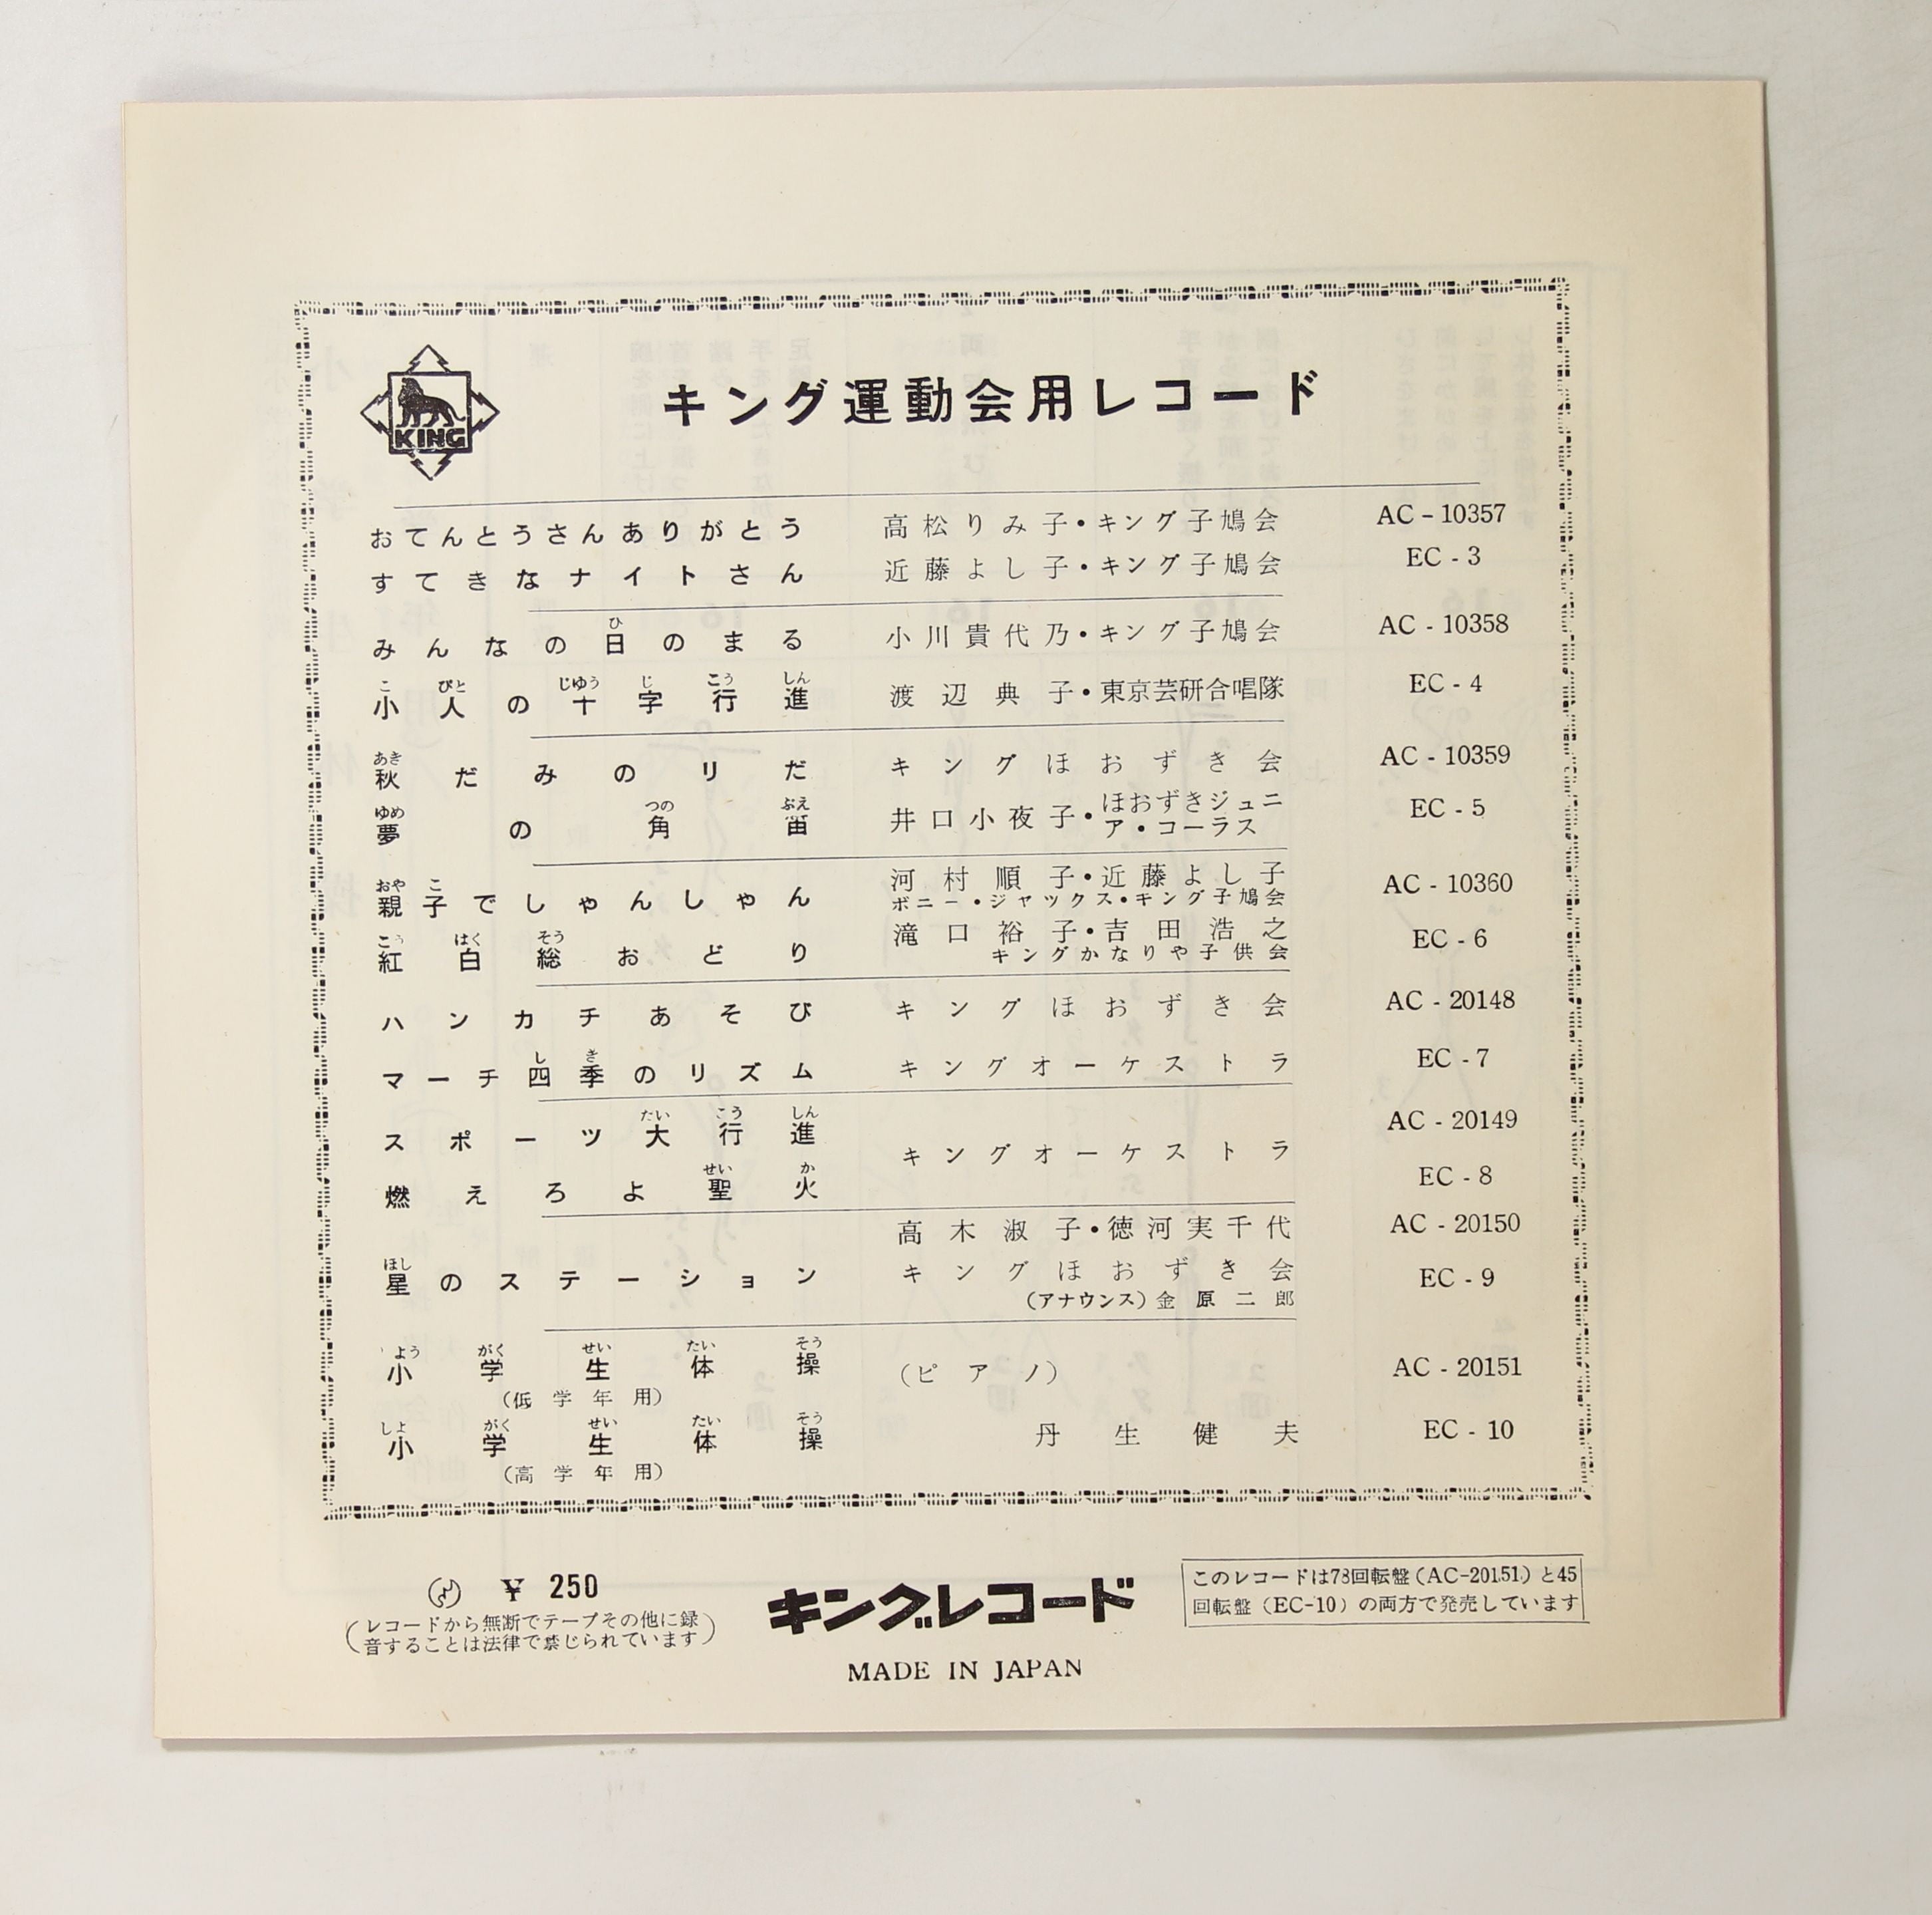 KING
キング運動会用レコード
おてんとうさんありがとう 高松りみ子・キング子鳩会 AC-10357
すてきなナイトさん 近藤よし子・キング子鳩会 EC-3
ひ
みんなの日のまる 小川貴代乃・キング子鳩会 AC-10358
こ びと じゆう じ こう しん
小人の十字行進 渡辺典子・東京芸研合唱隊 EC-4
あき
秋だみのりだ キングほおずき会 AC-10359
ゆめ つの ぶえ
夢の角笛 井口小夜子・ほおずきジュニア・コーラス EC-5
おや こ
親子でしゃんしゃん 河村順子・近藤よし子 AC-10360
ボニー・ジャックス・キング子鳩会
こう はく そう
紅白総おどり 滝口裕子・吉田浩之 EC-6
キングかなりや子供会
ハンカチあそび キングほおずき会 AC-20148
し き
マーチ四季のリズム キングオーケストラ EC-7
たい こう しん
スポーツ大行進 キングオーケストラ AC-20149
せい か
燃えろよ聖火 EC-8
高木淑子・徳河実千代 AC-20150
ほし
星のステーション キングほおずき会 EC-9
(アナウンス)金原二郎
よう がく せい たい そう
小学生体操 (ピアノ) AC-20151
(低学年用)
しよ がく せい たい そう
小学生体操 丹生健夫 EC-10
(高学年用)
¥ 250
(レコードから無断でテープその他に録
音することは法律で禁じられています)
キングレコード
MADE IN JAPAN
このレコードは78回転盤(AC-20151)と45
回転盤(EC-10)の両方で発売しています